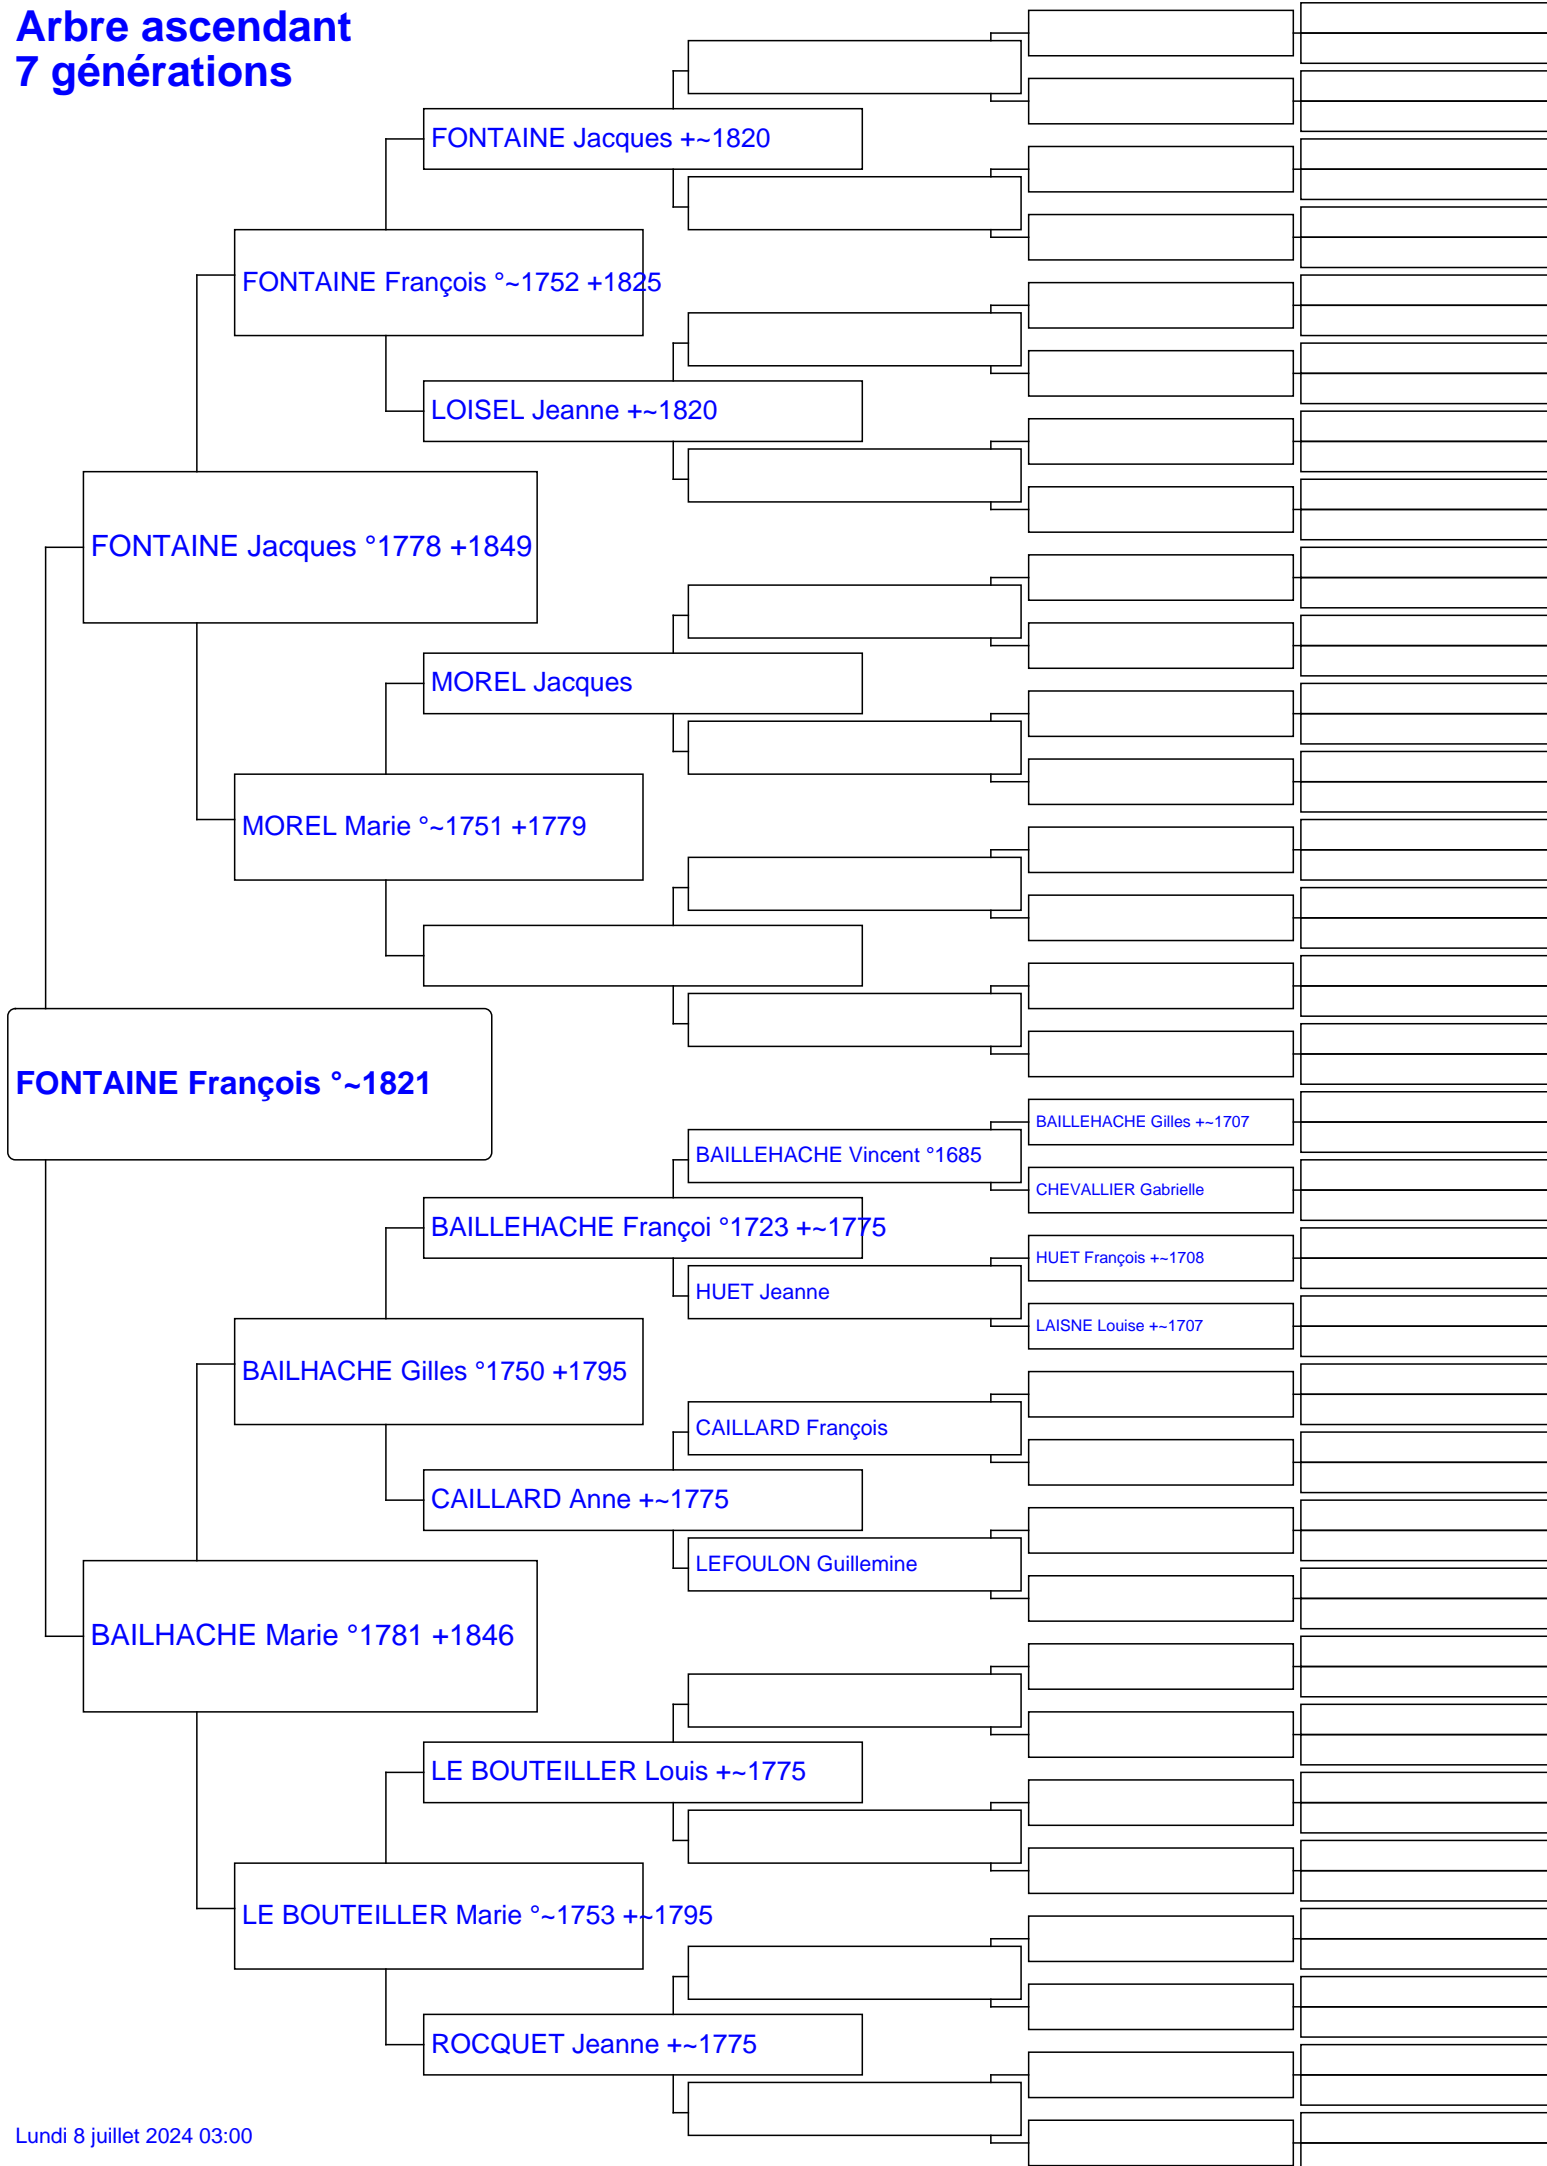 Arbre ascendant
7 générations
FONTAINE Jacques +~1820
FONTAINE François °~1752 +1825
LOISEL Jeanne +~1820
FONTAINE Jacques °1778 +1849
MOREL Jacques
MOREL Marie °~1751 +1779
FONTAINE François °~1821
BAILLEHACHE Gilles +~1707
BAILLEHACHE Vincent °1685
CHEVALLIER Gabrielle
BAILLEHACHE Françoi °1723 +~1775
HUET François +~1708
HUET Jeanne
LAISNE Louise +~1707
BAILHACHE Gilles °1750 +1795
CAILLARD François
CAILLARD Anne +~1775
LEFOULON Guillemine
BAILHACHE Marie °1781 +1846
LE BOUTEILLER Louis +~1775
LE BOUTEILLER Marie °~1753 +~1795
ROCQUET Jeanne +~1775
Lundi 8 juillet 2024 03:00